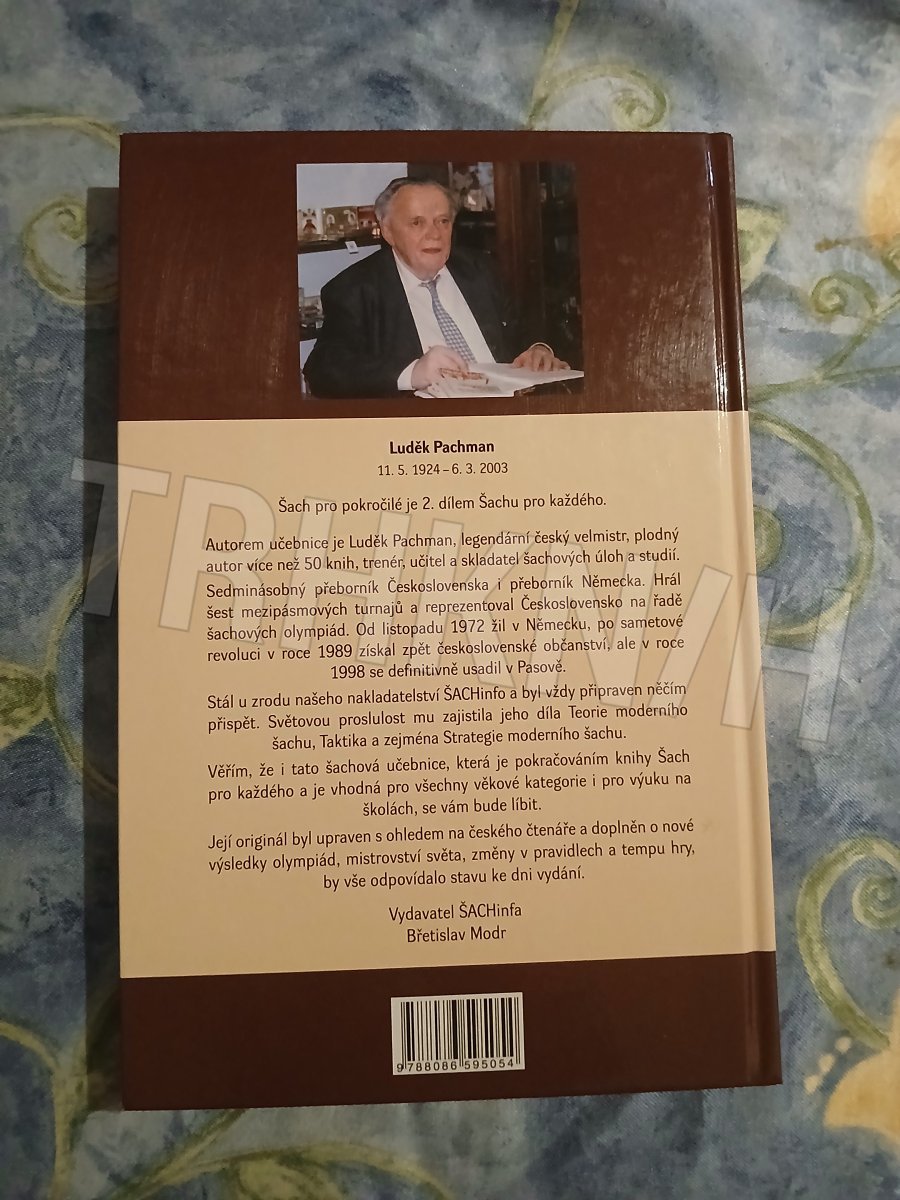 Luděk Pachman
11. 5. 1924 – 6. 3. 2003
Šach pro pokročilé je 2. dílem Šachu pro každého.
Autorem učebnice je Luděk Pachman, legendární český velmistr, plodný
autor více než 50 knih, trenér, učitel a skladatel šachových úloh a studií.
Sedminásobný přeborník Československa i přeborník Německa. Hrál
šest mezipásmových turnajů a reprezentoval Československo na řadě
šachových olympiád. Od listopadu 1972 žil v Německu, po sametové
revoluci v roce 1989 získal zpět československé občanství, ale v roce
1998 se definitivně usadil v Pasově.
Stál u zrodu našeho nakladatelství ŠACHinfo a byl vždy připraven něčím
přispět. Světovou proslulost mu zajistila jeho díla Teorie moderního
šachu, Taktika a zejména Strategie moderního šachu.
Věřím, že i tato šachová učebnice, která je pokračováním knihy Šach
pro každého a je vhodná pro všechny věkové kategorie i pro výuku na
školách, se vám bude líbit.
Její originál byl upraven s ohledem na českého čtenáře a doplněn o nové
výsledky olympiád, mistrovství světa, změny v pravidlech a tempu hry,
by vše odpovídalo stavu ke dni vydání.
Vydavatel ŠACHinfa
Břetislav Modr
9 788086 595054
TRHKNIH